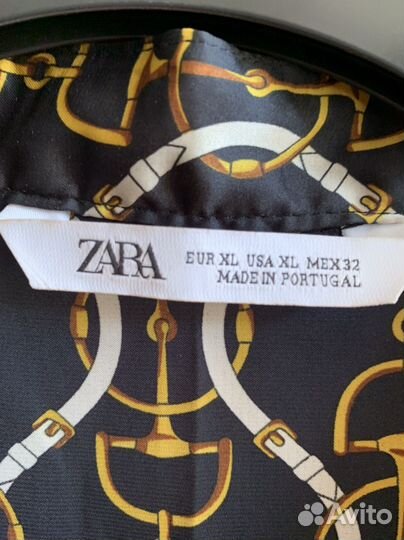 ZARA
EUR XL USA XL MEX 32
MADE IN PORTUGAL
Avito